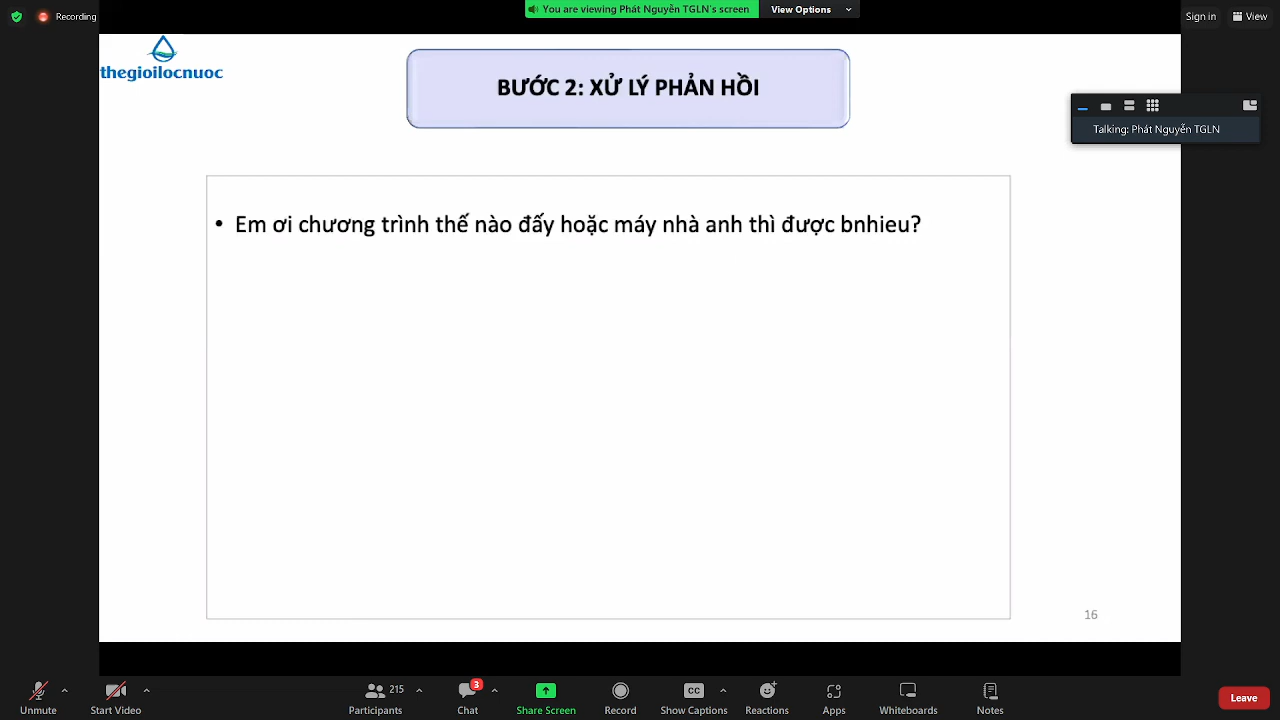 Recording
You are viewing Phát Nguyễn TGLN's screen
View Options
Sign in
View
thegioilocnuoc
BƯỚC 2: XỬ LÝ PHẢN HỒI
Talking: Phát Nguyễn TGLN
• Em ơi chương trình thế nào đấy hoặc máy nhà anh thì được bnhieu?
16
Unmute
Start Video
Participants
215
Chat
3
Share Screen
Record
CC
Show Captions
Reactions
Apps
Whiteboards
Notes
Leave